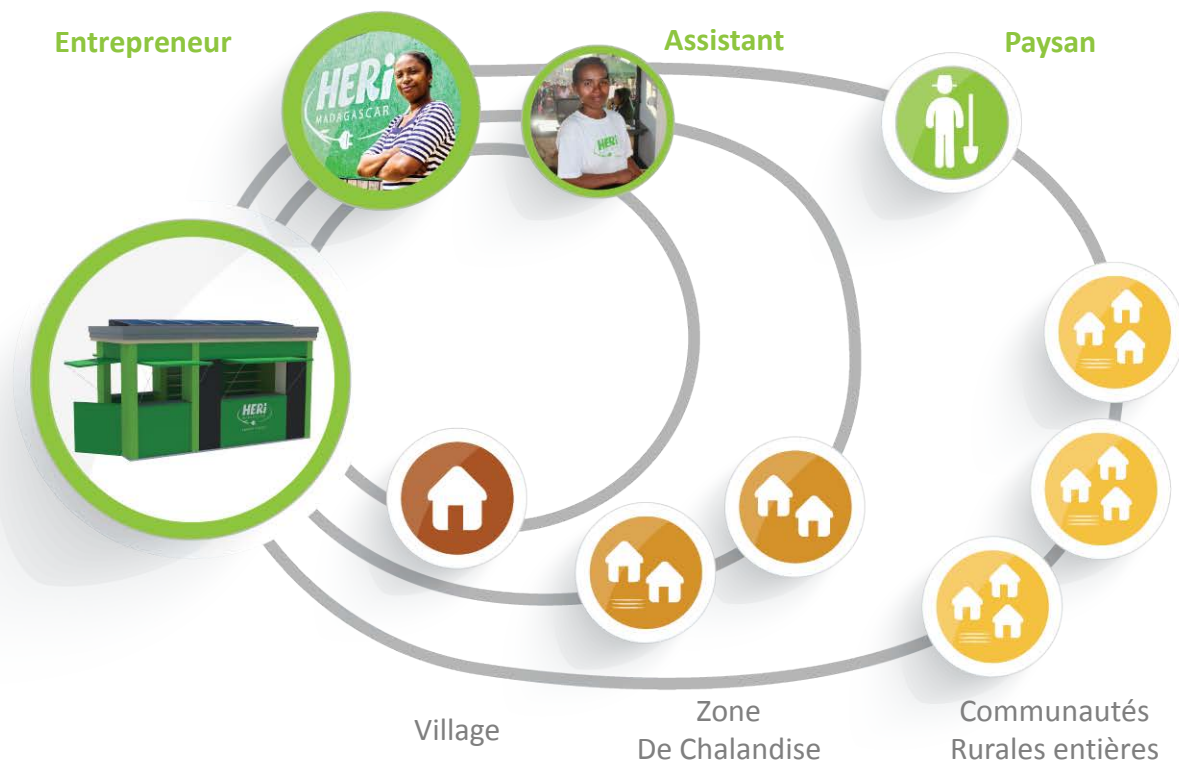 Entrepreneur
Assistant
Paysan
HERi
MADAGASCAR
HERi
HERi
Village
Zone
De Chalandise
Communautés
Rurales entières